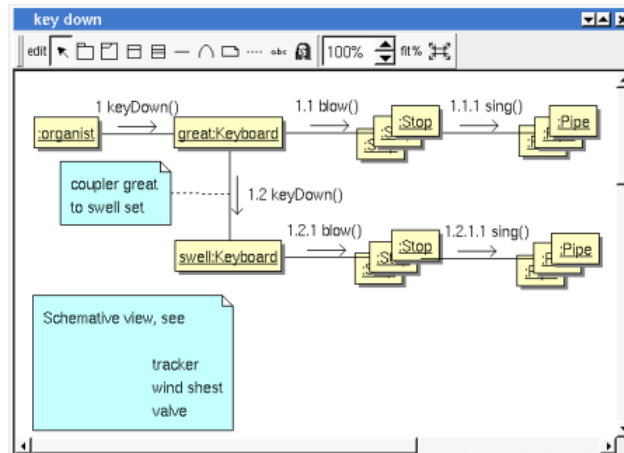 key down
edit
abc
100%
fit%
1 keyDown()
1.1 blow()
1.1.1 sing()
:organist
great:Keyboard
:Stop
:Pipe
coupler great
to swell set
1.2 keyDown()
1.2.1 blow()
1.2.1.1 sing()
swell:Keyboard
:Stop
:Pipe
Schemative view, see
tracker
wind shest
valve